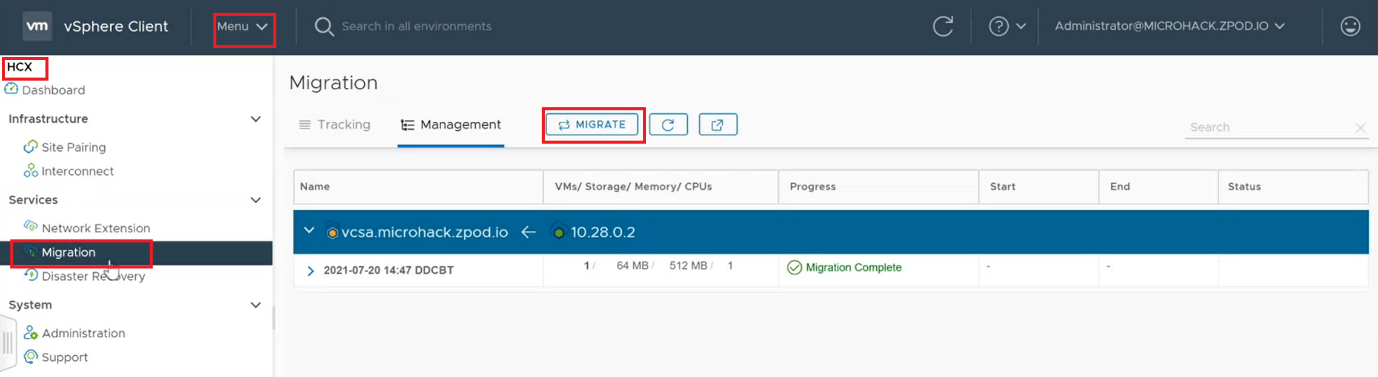 vm vSphere Client Menu Search in all environments Administrator@MICROHACK.ZPOD.IO
HCX
Dashboard
Infrastructure
Site Pairing
Interconnect
Services
Network Extension
Migration
Disaster Recovery
System
Administration
Support
Migration
Tracking Management MIGRATE Search
Name VMs/ Storage/ Memory/ CPUs Progress Start End Status
vcsa.microhack.zpod.io ← 10.28.0.2
2021-07-20 14:47 DDCBT 1 / 64 MB / 512 MB / 1 Migration Complete - -